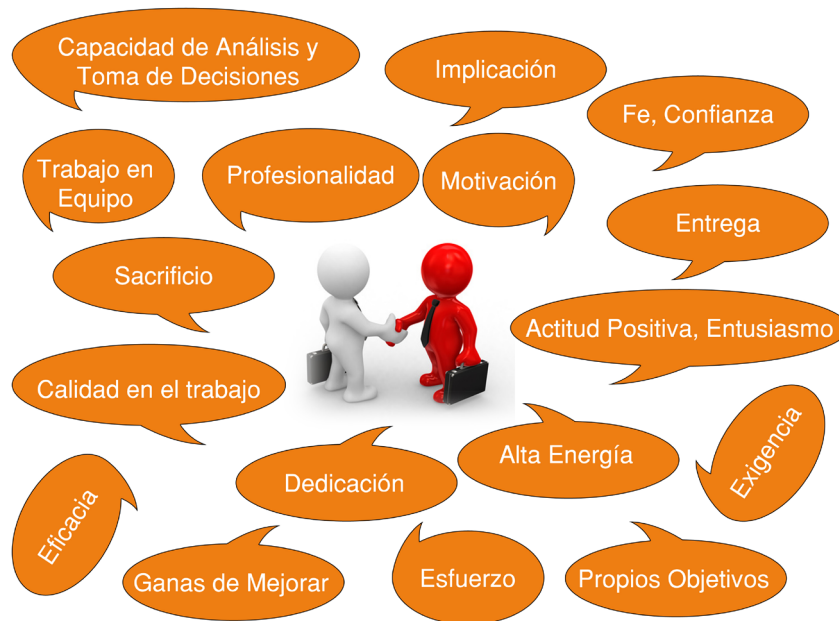 Capacidad de Análisis y
Toma de Decisiones
Implicación
Fe, Confianza
Trabajo en
Equipo
Profesionalidad
Motivación
Entrega
Sacrificio
Actitud Positiva, Entusiasmo
Calidad en el trabajo
Dedicación
Alta Energía
Exigencia
Eficacia
Ganas de Mejorar
Esfuerzo
Propios Objetivos